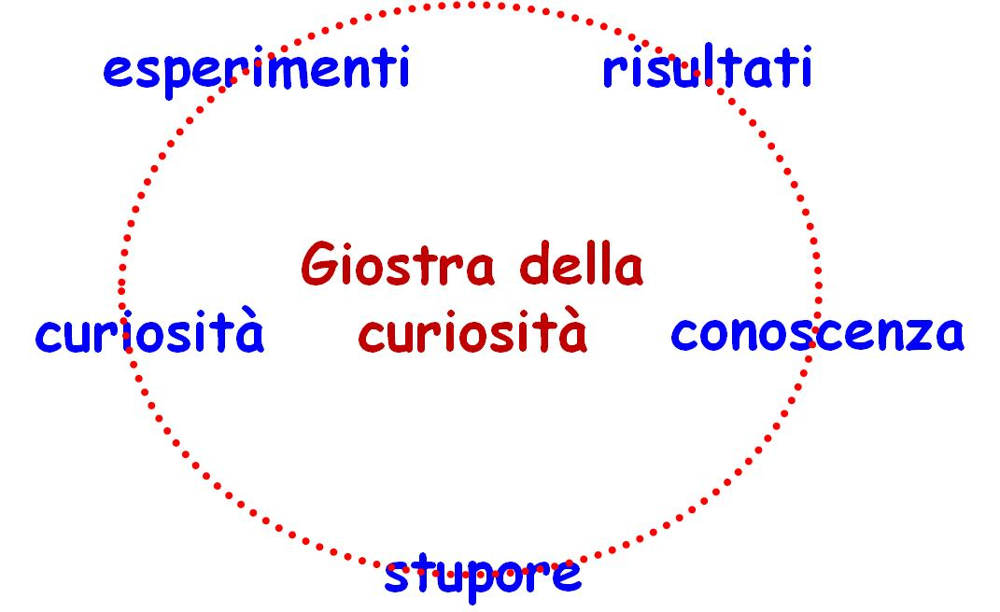 esperimenti
risultati
Giostra della
curiosità
curiosità
conoscenza
stupore